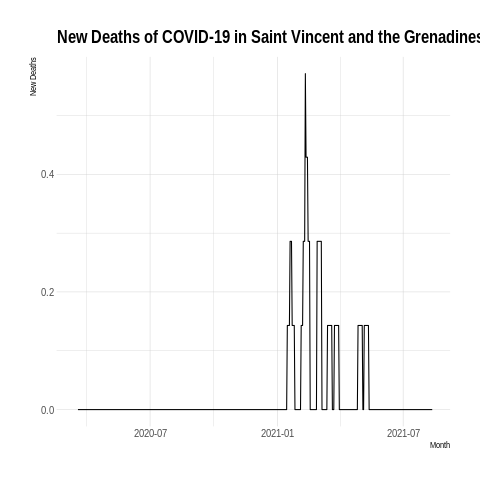 New Deaths of COVID-19 in Saint Vincent and the Grenadines
New Deaths
0.4
0.2
0.0
2020-07 2021-01 2021-07
Month